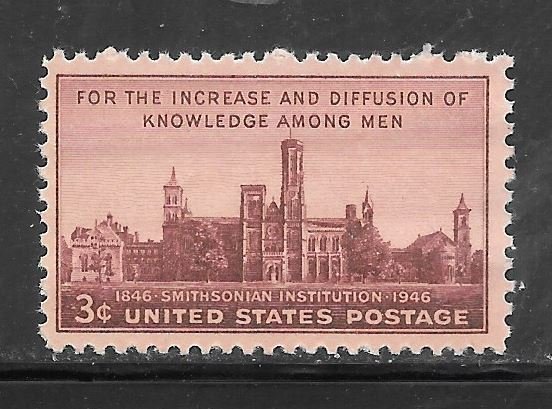 FOR THE INCREASE AND DIFFUSION OF
KNOWLEDGE AMONG MEN
1846 · SMITHSONIAN INSTITUTION · 1946
3¢ UNITED STATES POSTAGE